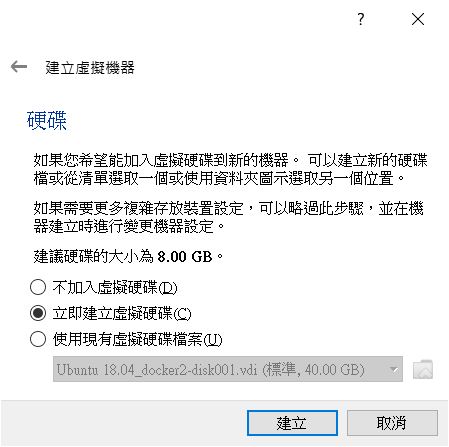 ?
建立虛擬機器
硬碟
如果您希望能加入虛擬硬碟到新的機器。 可以建立新的硬碟
檔或從清單選取一個或使用資料夾圖示選取另一個位置。
如果需要更多複雜存放裝置設定，可以略過此步驟，並在機
器建立時進行變更機器設定。
建議硬碟的大小為 8.00 GB。
不加入虛擬硬碟(D)
立即建立虛擬硬碟(C)
使用現有虛擬硬碟檔案(U)
Ubuntu 18.04_docker2-disk001.vdi (標準, 40.00 GB)
建立
取消